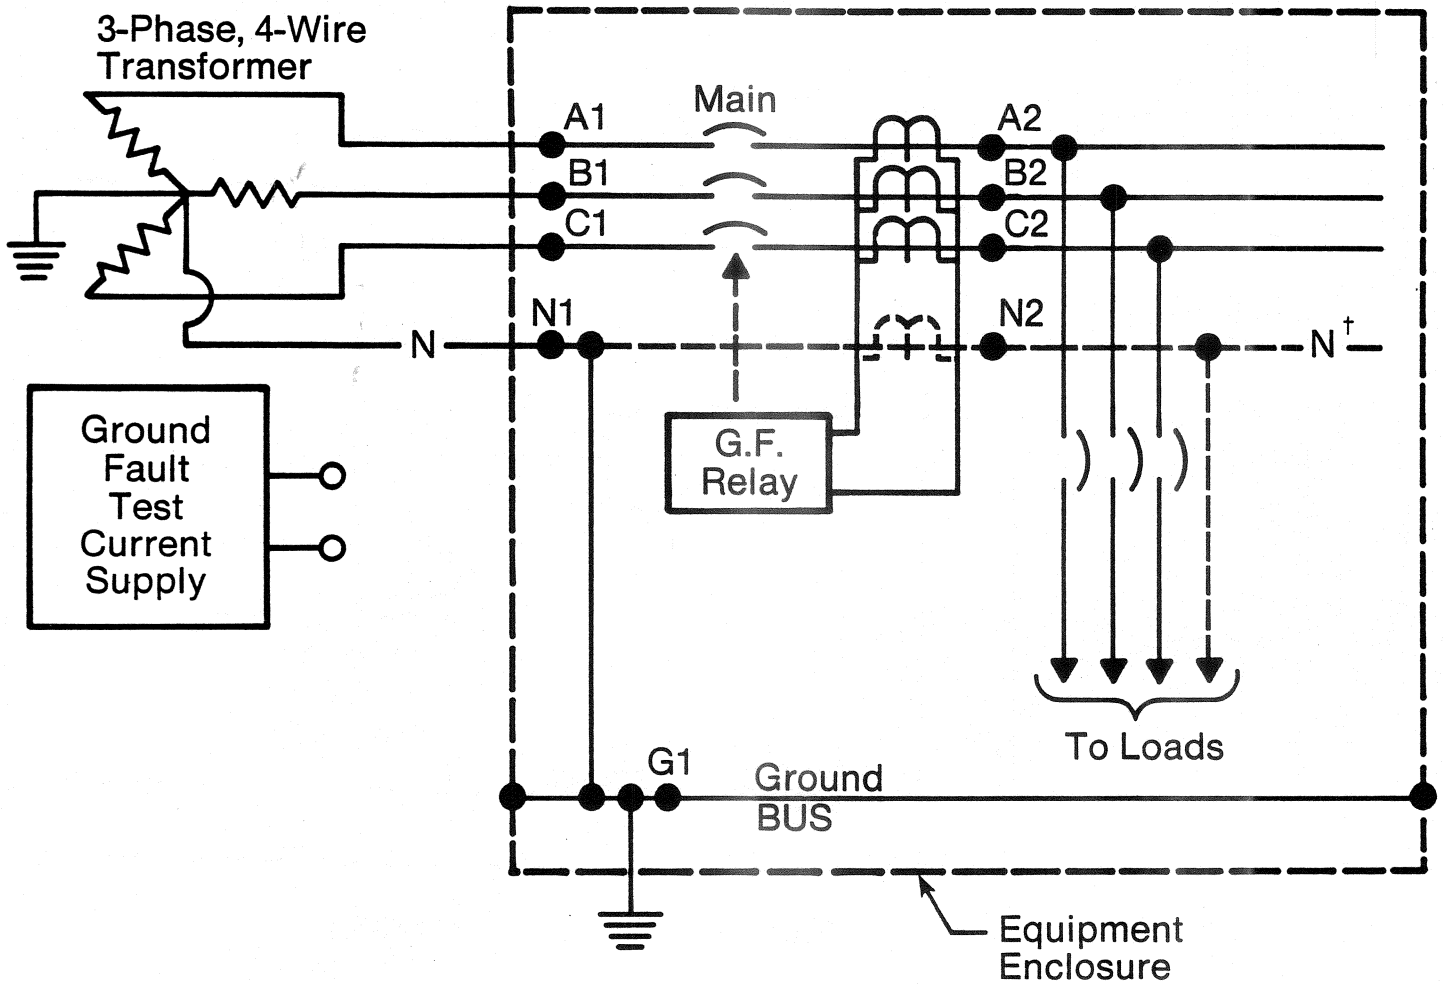 3-Phase, 4-Wire
Transformer
Main
A1
A2
B1
B2
C1
C2
N1
N2
N
N†
Ground
Fault
Test
Current
Supply
G.F.
Relay
To Loads
G1
Ground
BUS
Equipment
Enclosure